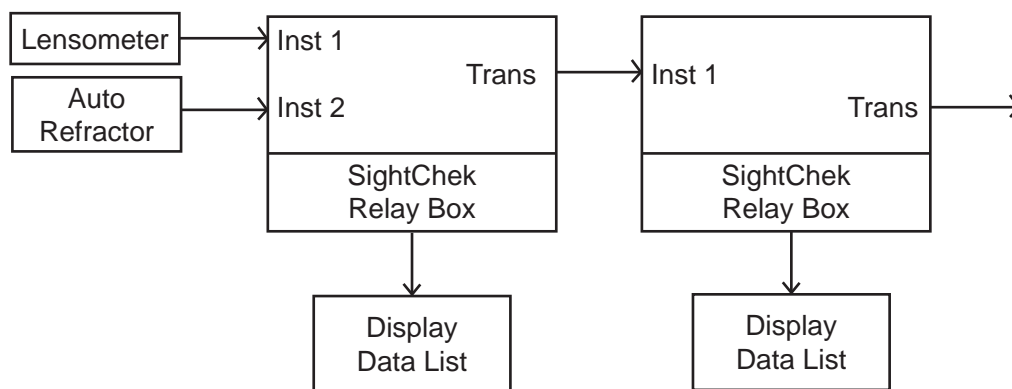 Lensometer
Auto
Refractor
Inst 1
Trans
Inst 2
SightChek
Relay Box
Display
Data List
Inst 1
Trans
SightChek
Relay Box
Display
Data List